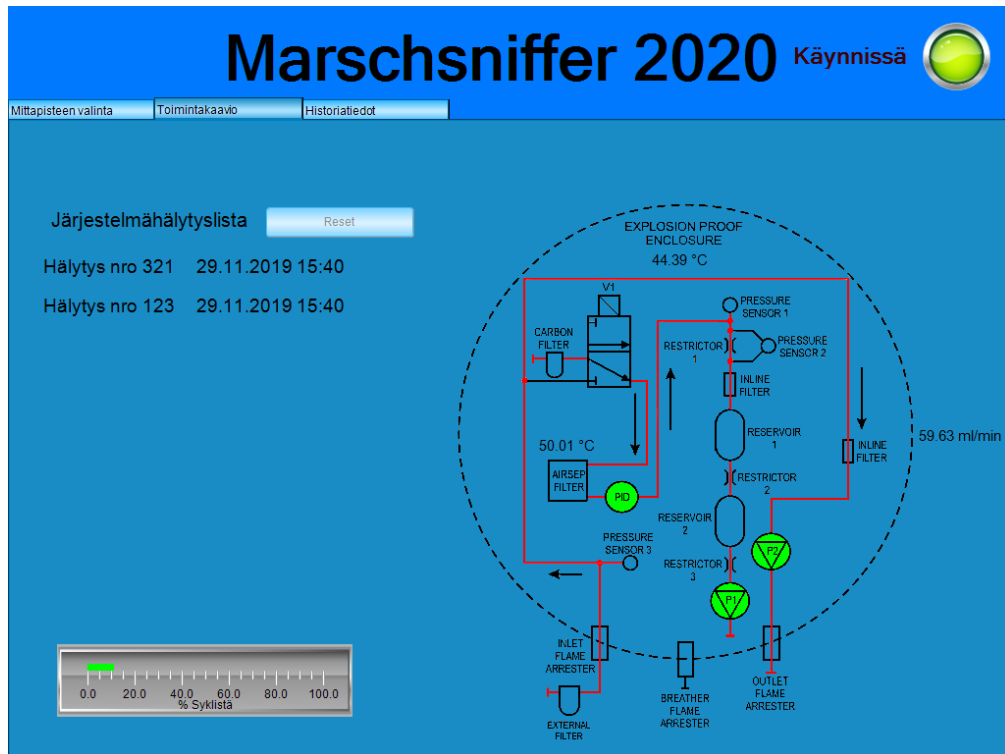 Marschsniffer 2020
Käynnissä
Mittapisteen valinta
Toimintakaavio
Historiatiedot
Järjestelmähälytyslista
Reset
Hälytys nro 321 29.11.2019 15:40
Hälytys nro 123 29.11.2019 15:40
EXPLOSION PROOF
ENCLOSURE
44.39 °C
V1
CARBON
FILTER
PRESSURE
SENSOR 1
RESTRICTOR
1
PRESSURE
SENSOR 2
INLINE
FILTER
RESERVOIR
1
INLINE
FILTER
59.63 ml/min
50.01 °C
AIRSEP
FILTER
PID
RESTRICTOR
2
RESERVOIR
2
PRESSURE
SENSOR 3
RESTRICTOR
3
P2
P1
INLET
FLAME
ARRESTER
EXTERNAL
FILTER
BREATHER
FLAME
ARRESTER
OUTLET
FLAME
ARRESTER
0.0 20.0 40.0 60.0 80.0 100.0
% Syklistä